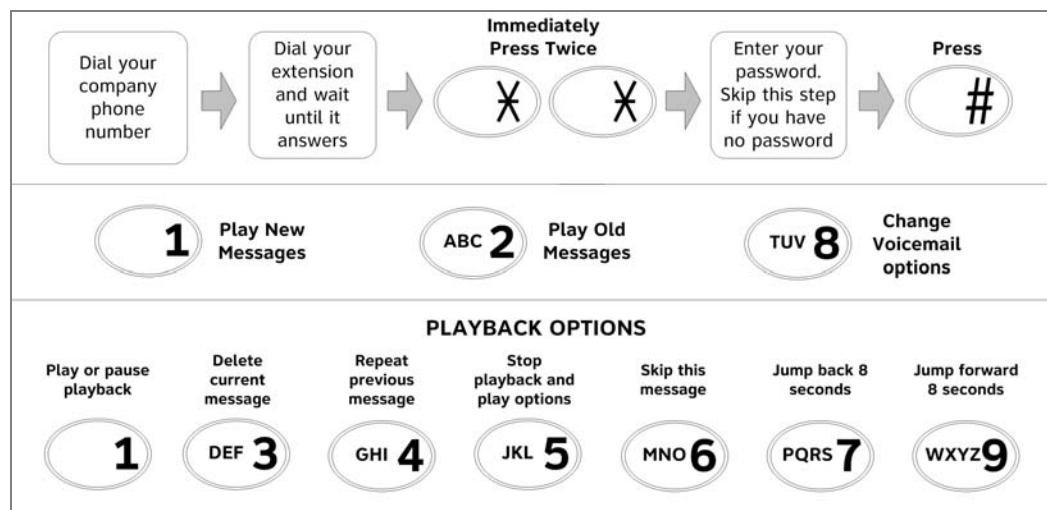 Dial your
company
phone
number
Dial your
extension
and wait
until it
answers
Immediately
Press Twice
* *
Enter your
password.
Skip this step
if you have
no password
Press
#
1
Play New
Messages
ABC 2
Play Old
Messages
TUV 8
Change
Voicemail
options
PLAYBACK OPTIONS
Play or pause
playback
1
Delete
current
message
DEF 3
Repeat
previous
message
GHI 4
Stop
playback and
play options
JKL 5
Skip this
message
MNO 6
Jump back 8
seconds
PQRS 7
Jump forward
8 seconds
WXYZ 9